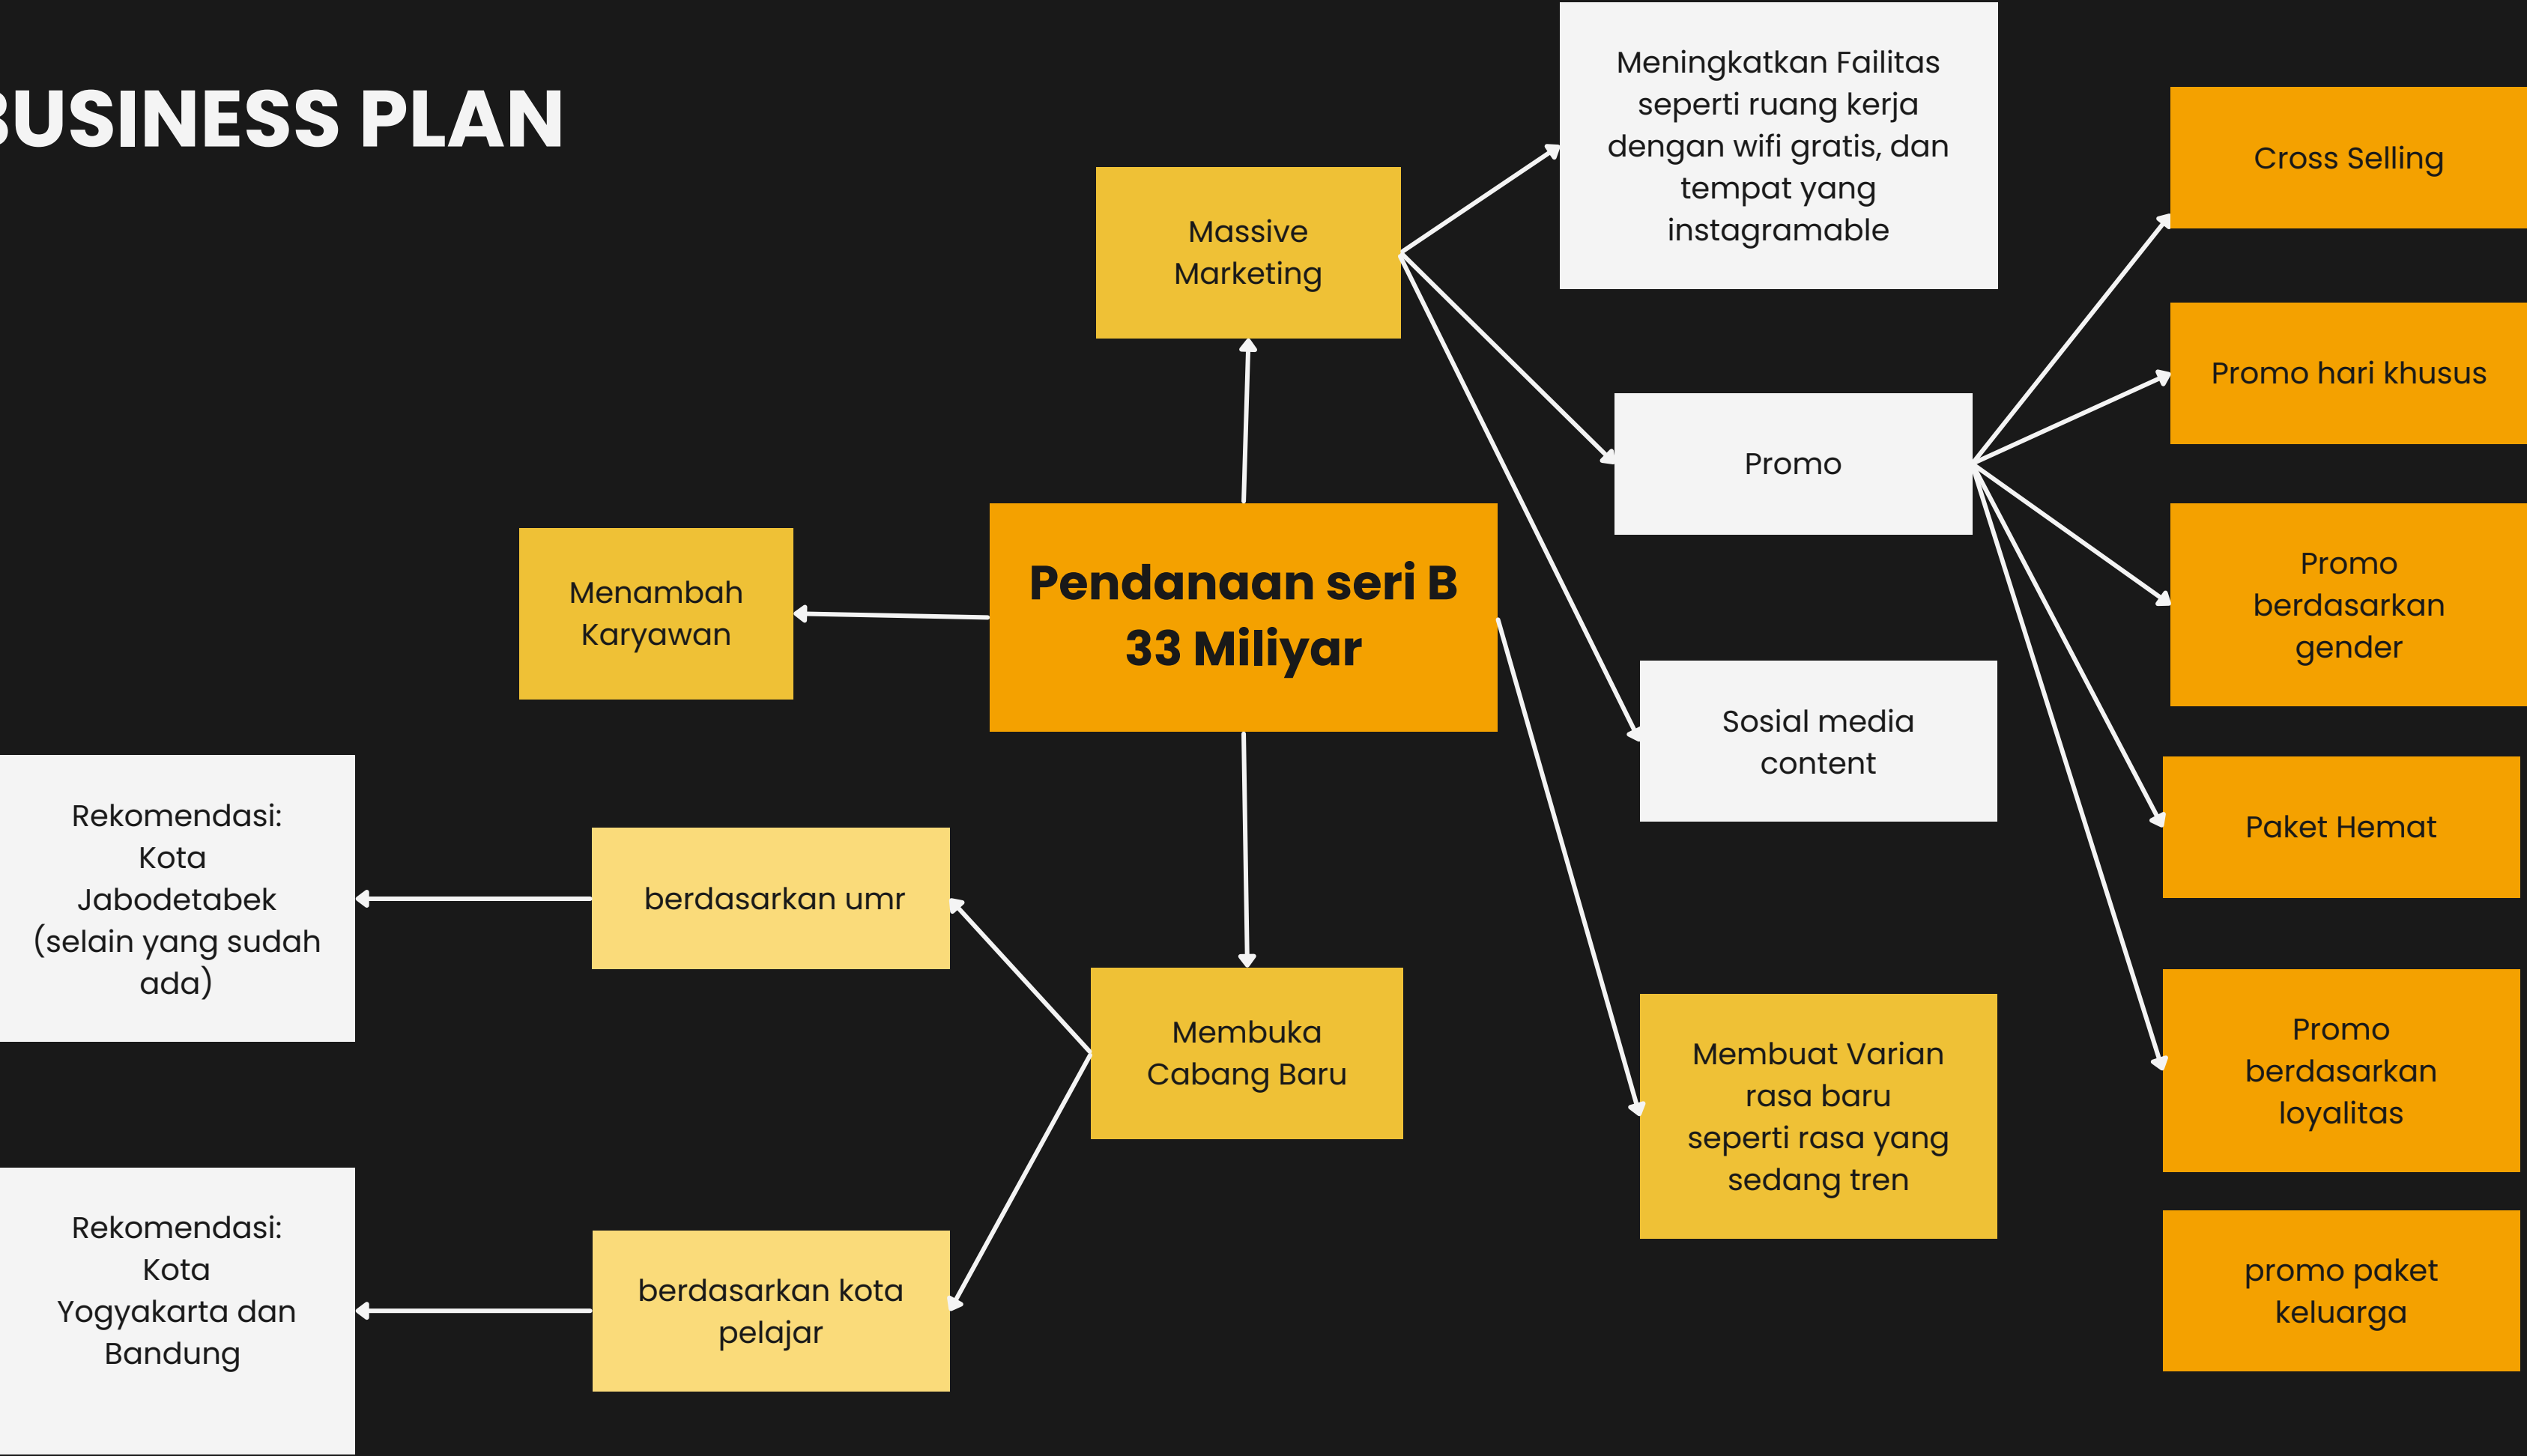 BUSINESS PLAN
Meningkatkan Failitas
seperti ruang kerja
dengan wifi gratis, dan
tempat yang
instagramable
Cross Selling
Massive
Marketing
Promo hari khusus
Promo
Pendanaan seri B
33 Miliyar
Menambah
Karyawan
Promo
berdasarkan
gender
Sosial media
content
Paket Hemat
Rekomendasi:
Kota
Jabodetabek
(selain yang sudah
ada)
berdasarkan umr
Membuka
Cabang Baru
Membuat Varian
rasa baru
seperti rasa yang
sedang tren
Promo
berdasarkan
loyalitas
Rekomendasi:
Kota
Yogyakarta dan
Bandung
berdasarkan kota
pelajar
promo paket
keluarga